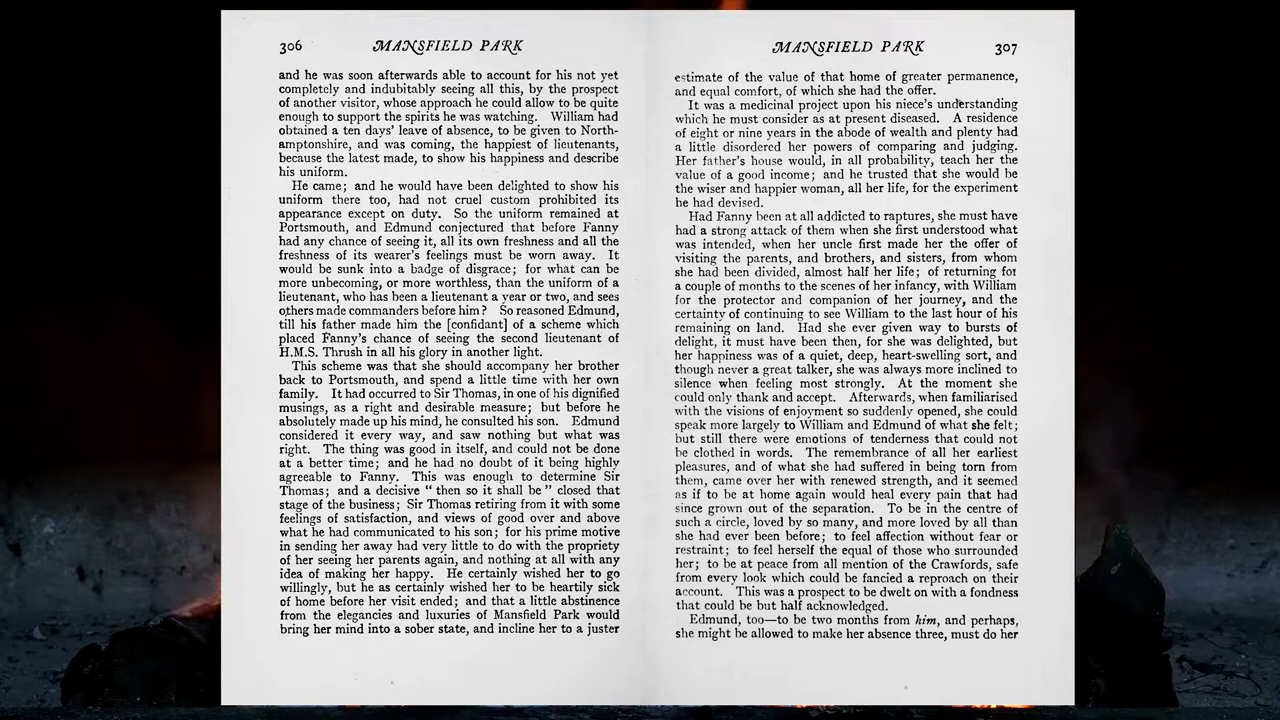 306 MANSFIELD PARK
and he was soon afterwards able to account for his not yet
completely and indubitably seeing all this, by the prospect
of another visitor, whose approach he could allow to be quite
enough to support the spirits he was watching. William had
obtained a ten days' leave of absence, to be given to North-
amptonshire, and was coming, the happiest of lieutenants,
because the latest made, to show his happiness and describe
his uniform.
He came; and he would have been delighted to show his
uniform there too, had not cruel custom prohibited its
appearance except on duty. So the uniform remained at
Portsmouth, and Edmund conjectured that before Fanny
had any chance of seeing it, all its own freshness and all the
freshness of its wearer's feelings must be worn away. It
would be sunk into a badge of disgrace; for what can be
more unbecoming, or more worthless, than the uniform of a
lieutenant, who has been a lieutenant a year or two, and sees
others made commanders before him? So reasoned Edmund,
till his father made him the [confidant] of a scheme which
placed Fanny's chance of seeing the second lieutenant of
H.M.S. Thrush in all his glory in another light.
This scheme was that she should accompany her brother
back to Portsmouth, and spend a little time with her own
family. It had occurred to Sir Thomas, in one of his dignified
musings, as a right and desirable measure; but before he
absolutely made up his mind, he consulted his son. Edmund
considered it every way, and saw nothing but what was
right. The thing was good in itself, and could not be done
at a better time; and he had no doubt of it being highly
agreeable to Fanny. This was enough to determine Sir
Thomas; and a decisive “ then so it shall be ” closed that
stage of the business; Sir Thomas retiring from it with some
feelings of satisfaction, and views of good over and above
what he had communicated to his son; for his prime motive
in sending her away had very little to do with the propriety
of her seeing her parents again, and nothing at all with any
idea of making her happy. He certainly wished her to go
willingly, but he as certainly wished her to be heartily sick
of home before her visit ended; and that a little abstinence
from the elegancies and luxuries of Mansfield Park would
bring her mind into a sober state, and incline her to a juster
MANSFIELD PARK 307
estimate of the value of that home of greater permanence,
and equal comfort, of which she had the offer.
It was a medicinal project upon his niece's understanding
which he must consider as at present diseased. A residence
of eight or nine years in the abode of wealth and plenty had
a little disordered her powers of comparing and judging.
Her father's house would, in all probability, teach her the
value of a good income; and he trusted that she would be
the wiser and happier woman, all her life, for the experiment
he had devised.
Had Fanny been at all addicted to raptures, she must have
had a strong attack of them when she first understood what
was intended, when her uncle first made her the offer of
visiting the parents, and brothers, and sisters, from whom
she had been divided, almost half her life; of returning for
a couple of months to the scenes of her infancy, with William
for the protector and companion of her journey, and the
certainty of continuing to see William to the last hour of his
remaining on land. Had she ever given way to bursts of
delight, it must have been then, for she was delighted, but
her happiness was of a quiet, deep, heart-swelling sort, and
though never a great talker, she was always more inclined to
silence when feeling most strongly. At the moment she
could only thank and accept. Afterwards, when familiarised
with the visions of enjoyment so suddenly opened, she could
speak more largely to William and Edmund of what she felt;
but still there were emotions of tenderness that could not
be clothed in words. The remembrance of all her earliest
pleasures, and of what she had suffered in being torn from
them, came over her with renewed strength, and it seemed
as if to be at home again would heal every pain that had
since grown out of the separation. To be in the centre of
such a circle, loved by so many, and more loved by all than
she had ever been before; to feel affection without fear or
restraint; to feel herself the equal of those who surrounded
her; to be at peace from all mention of the Crawfords, safe
from every look which could be fancied a reproach on their
account. This was a prospect to be dwelt on with a fondness
that could be but half acknowledged.
Edmund, too—to be two months from him, and perhaps,
she might be allowed to make her absence three, must do her